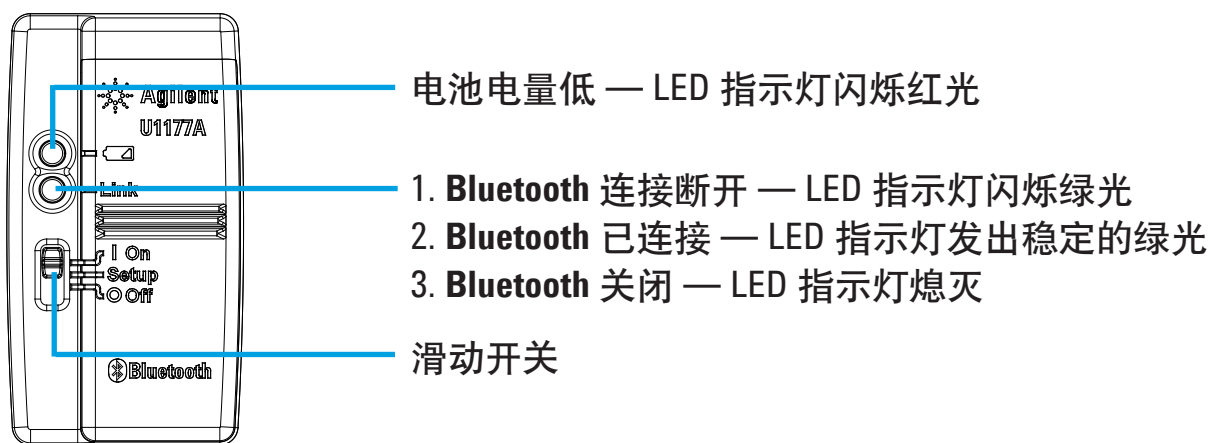 Agilent
U1177A
Link
I On
Setup
O Off
Bluetooth
电池电量低 — LED 指示灯闪烁红光
1. Bluetooth 连接断开 — LED 指示灯闪烁绿光
2. Bluetooth 已连接 — LED 指示灯发出稳定的绿光
3. Bluetooth 关闭 — LED 指示灯熄灭
滑动开关